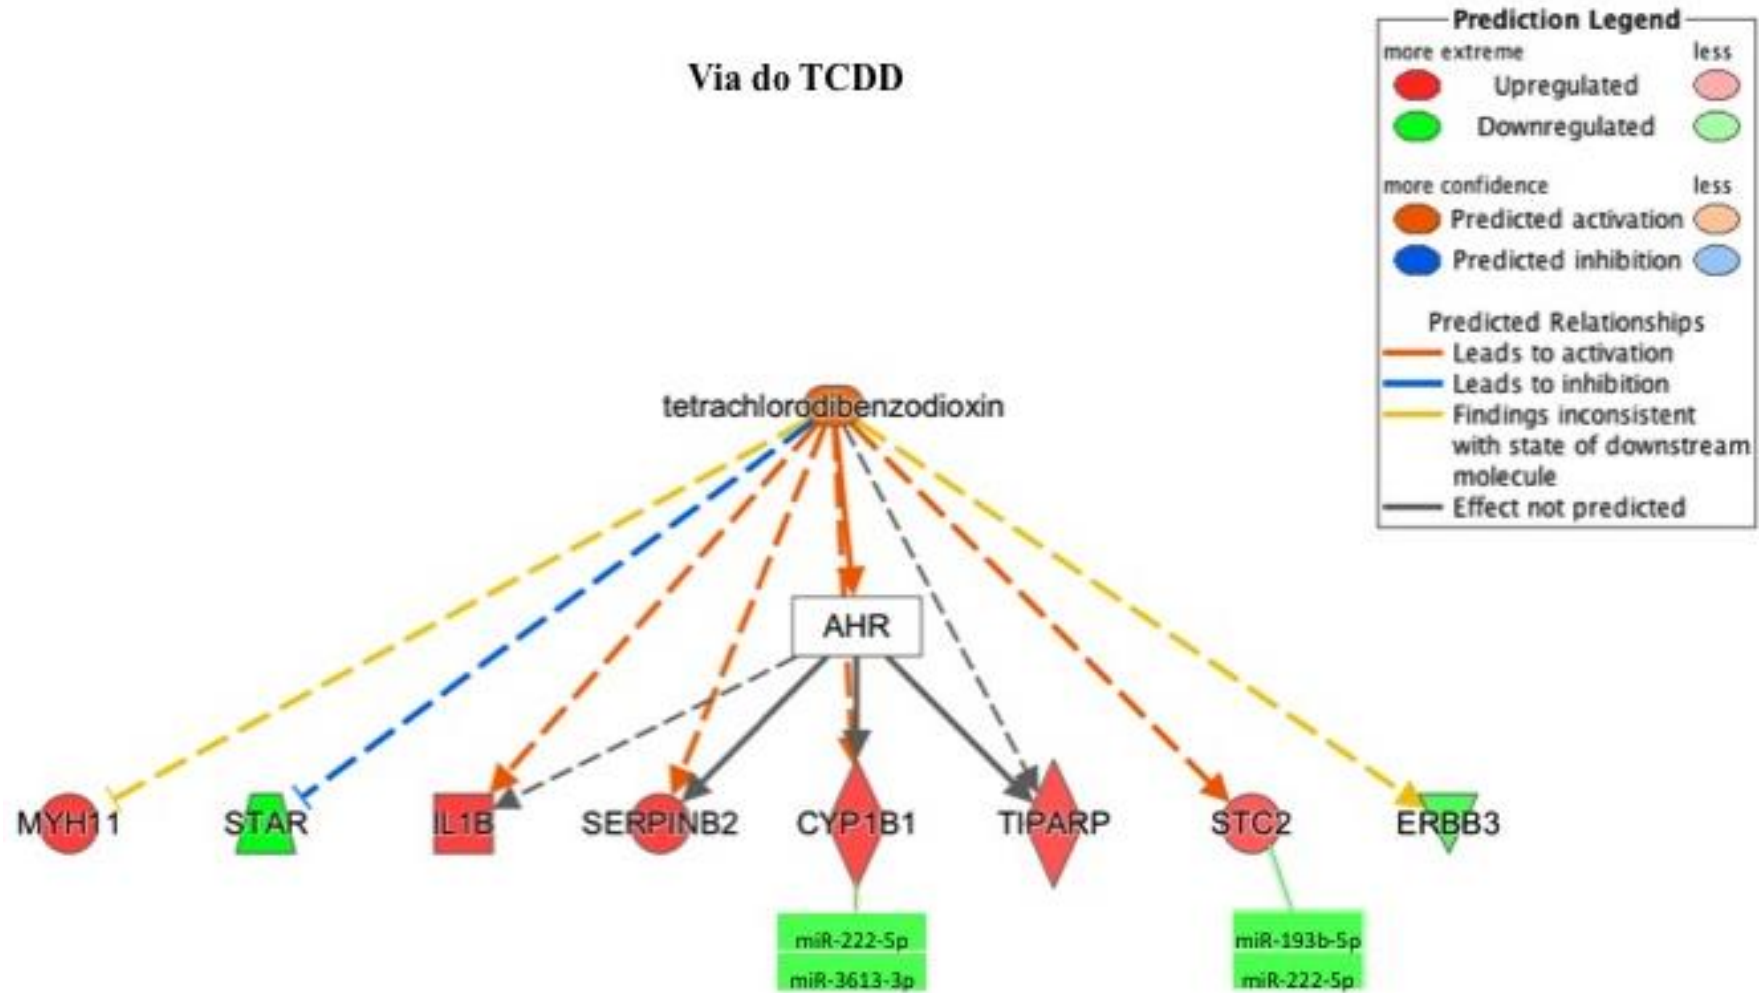 Via do TCDD
Prediction Legend
more extreme less
Upregulated
Downregulated
more confidence less
Predicted activation
Predicted inhibition
Predicted Relationships
Leads to activation
Leads to inhibition
Findings inconsistent
with state of downstream
molecule
Effect not predicted
tetrachlorodibenzodioxin
AHR
MYH11 STAR IL1B SERPINB2 CYP1B1 TIPARP STC2 ERBB3
miR-222-5p miR-193b-5p
miR-3613-3p miR-222-5p